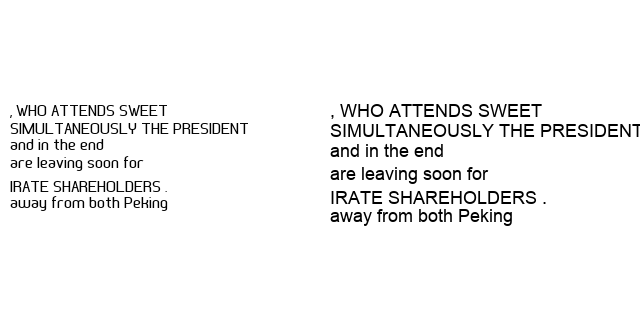 , WHO ATTENDS SWEET
SIMULTANEOUSLY THE PRESIDENT
and in the end
are leaving soon for
IRATE SHAREHOLDERS .
away from both Peking
, WHO ATTENDS SWEET
SIMULTANEOUSLY THE PRESIDENT
and in the end
are leaving soon for
IRATE SHAREHOLDERS .
away from both Peking